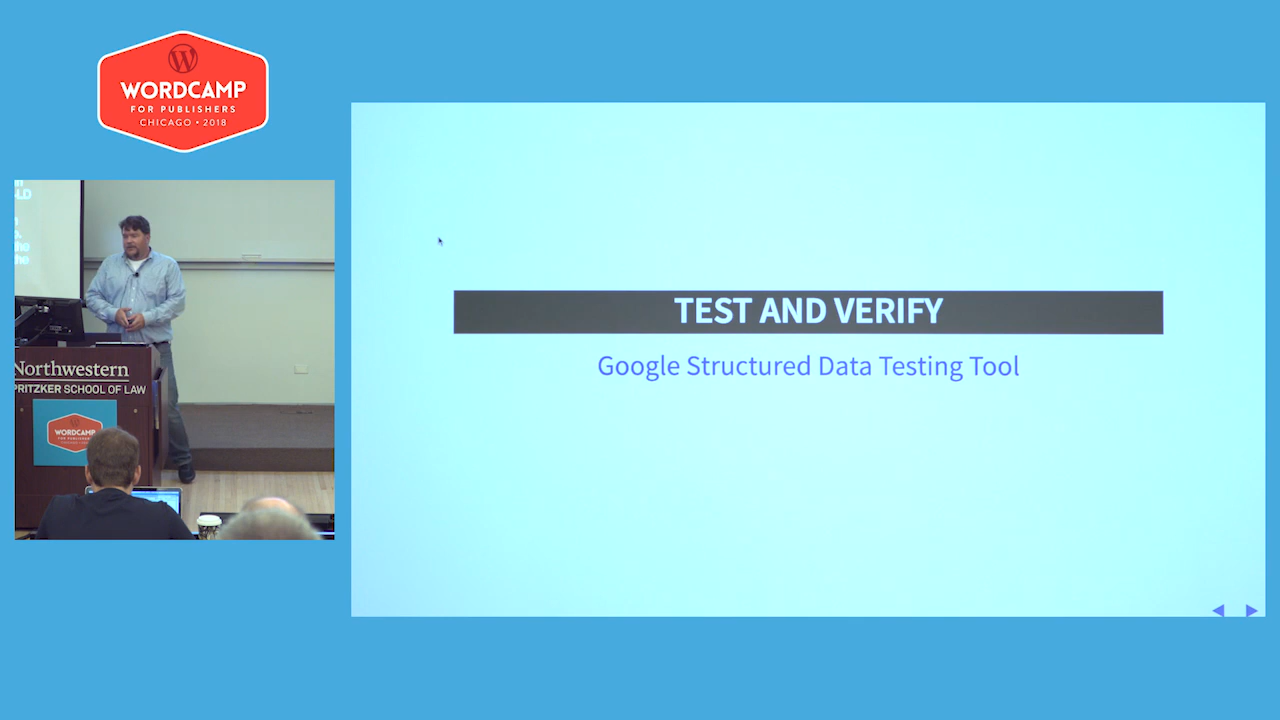 WORDCAMP
FOR PUBLISHERS
CHICAGO • 2018
-LD
Northwestern
PRITZKER SCHOOL OF LAW
WORDCAMP
TEST AND VERIFY
Google Structured Data Testing Tool